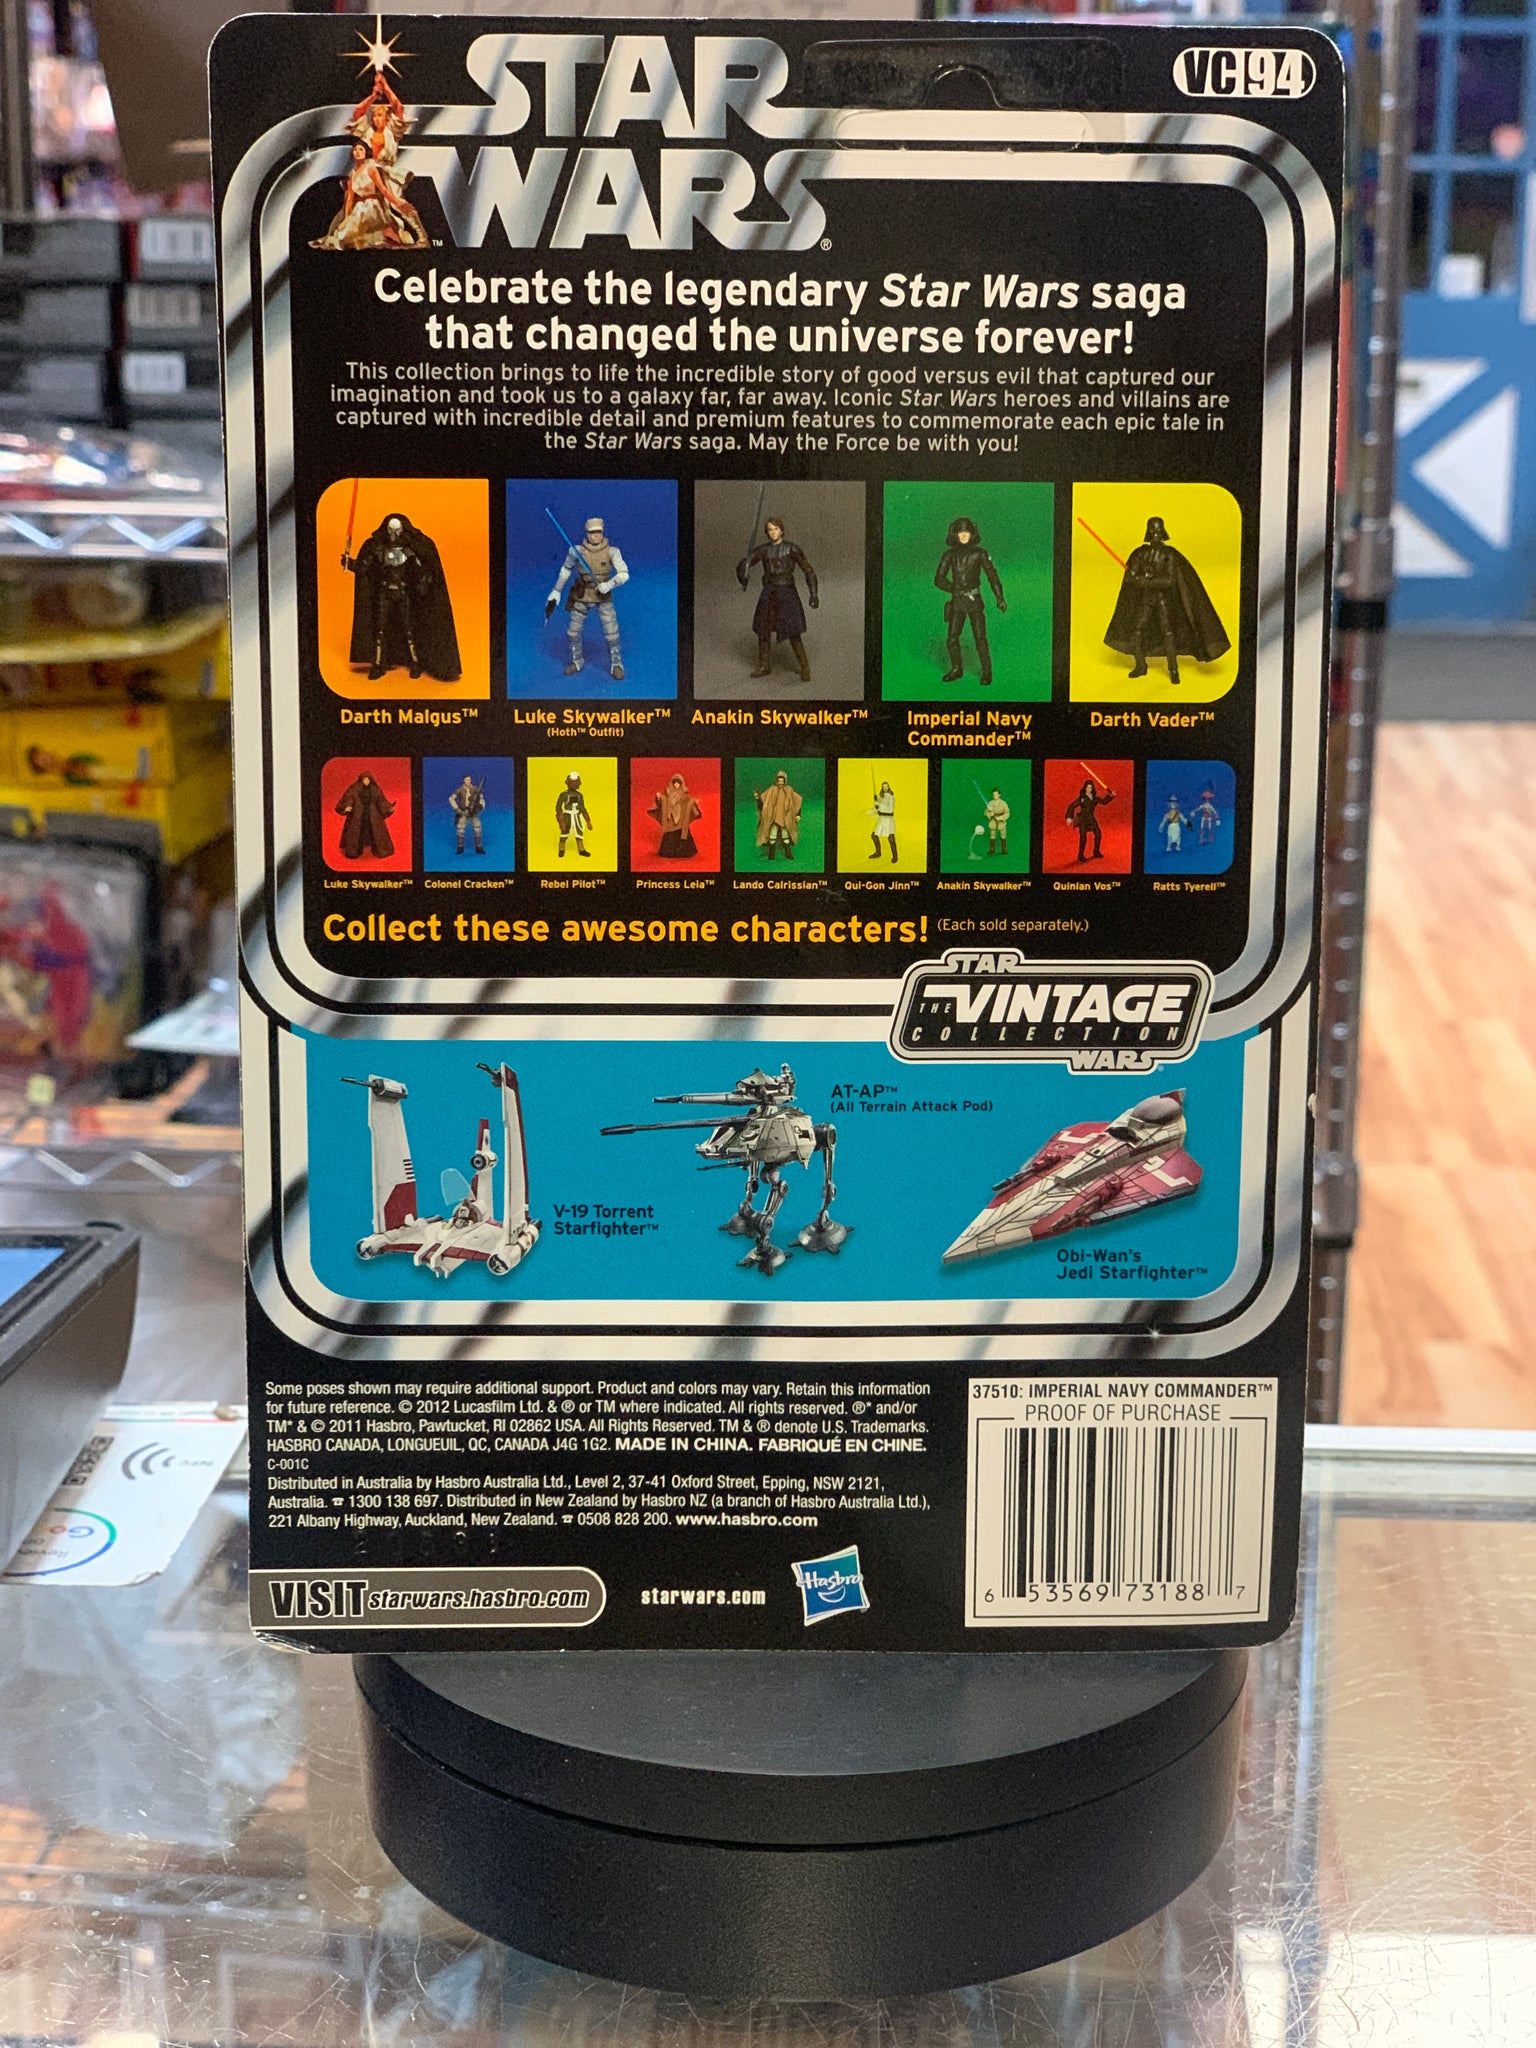 STAR
WARS®
VC94
Celebrate the legendary Star Wars saga
that changed the universe forever!
This collection brings to life the incredible story of good versus evil that captured our
imagination and took us to a galaxy far, far away. Iconic Star Wars heroes and villains are
captured with incredible detail and premium features to commemorate each epic tale in
the Star Wars saga. May the Force be with you!
Darth Malgus™
Luke Skywalker™
(Hoth™ Outfit)
Anakin Skywalker™
Imperial Navy
Commander™
Darth Vader™
Luke Skywalker™
Colonel Cracken™
Rebel Pilot™
Princess Leia™
Lando Calrissian™
Qui-Gon Jinn™
Anakin Skywalker™
Quinlan Vos™
Ratts Tyerell™
Collect these awesome characters! (Each sold separately.)
STAR
THE VINTAGE
COLLECTION
WARS
V-19 Torrent
Starfighter™
AT-AP™
(All Terrain Attack Pod)
Obi-Wan's
Jedi Starfighter™
Some poses shown may require additional support. Product and colors may vary. Retain this information
for future reference. © 2012 Lucasfilm Ltd. & ® or TM where indicated. All rights reserved. ®* and/or
TM* & © 2011 Hasbro, Pawtucket, RI 02862 USA. All Rights Reserved. TM & ® denote U.S. Trademarks.
HASBRO CANADA, LONGUEUIL, QC, CANADA J4G 1G2. MADE IN CHINA. FABRIQUÉ EN CHINE.
C-001C
Distributed in Australia by Hasbro Australia Ltd., Level 2, 37-41 Oxford Street, Epping, NSW 2121,
Australia. ☎ 1300 138 697. Distributed in New Zealand by Hasbro NZ (a branch of Hasbro Australia Ltd.),
221 Albany Highway, Auckland, New Zealand. ☎ 0508 828 200. www.hasbro.com
VISIT starwars.hasbro.com
starwars.com
Hasbro
37510: IMPERIAL NAVY COMMANDER™
PROOF OF PURCHASE
6 53569 73188 7